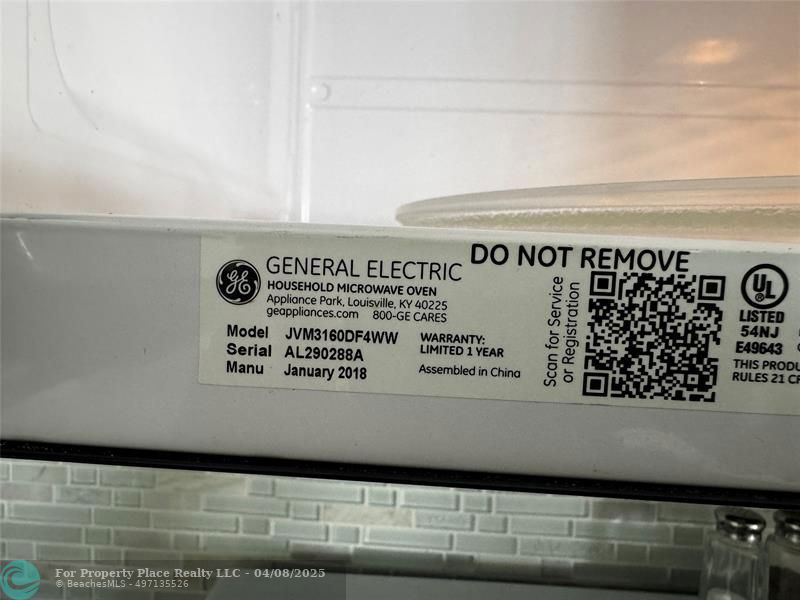 DO NOT REMOVE
GE
GENERAL ELECTRIC
HOUSEHOLD MICROWAVE OVEN
Appliance Park, Louisville, KY 40225
geappliances.com 800-GE CARES
Model JVM3160DF4WW
Serial AL290288A
Manu January 2018
WARRANTY:
LIMITED 1 YEAR
Assembled in China
Scan for Service
or Registration
UL
LISTED
54NJ
E49643
THIS PRODU
RULES 21 CF
For Property Place Realty LLC - 04/08/2025
© BeachesMLS - 497135526